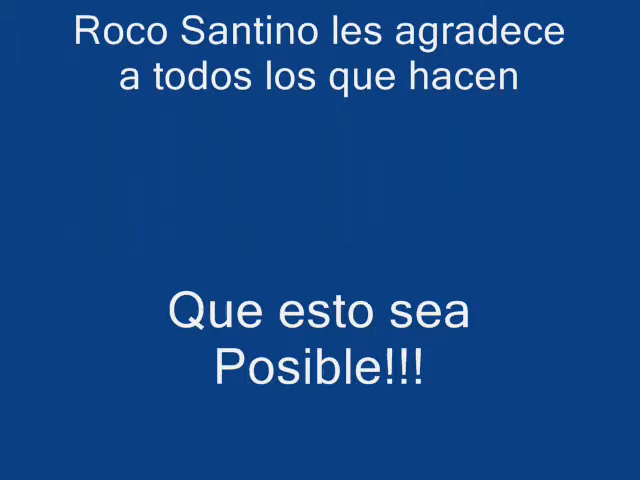 Roco Santino les agradece
a todos los que hacen
Que esto sea
Posible!!!